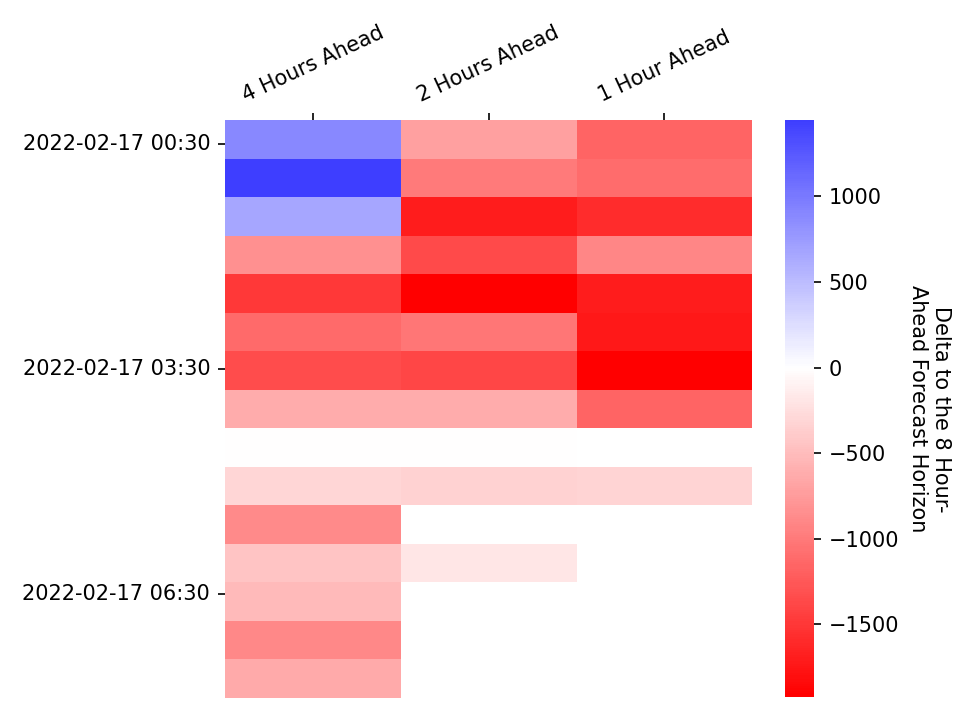 4 Hours Ahead
2 Hours Ahead
1 Hour Ahead
2022-02-17 00:30
2022-02-17 03:30
2022-02-17 06:30
1000
500
0
−500
−1000
−1500
Delta to the 8 Hour-
Ahead Forecast Horizon